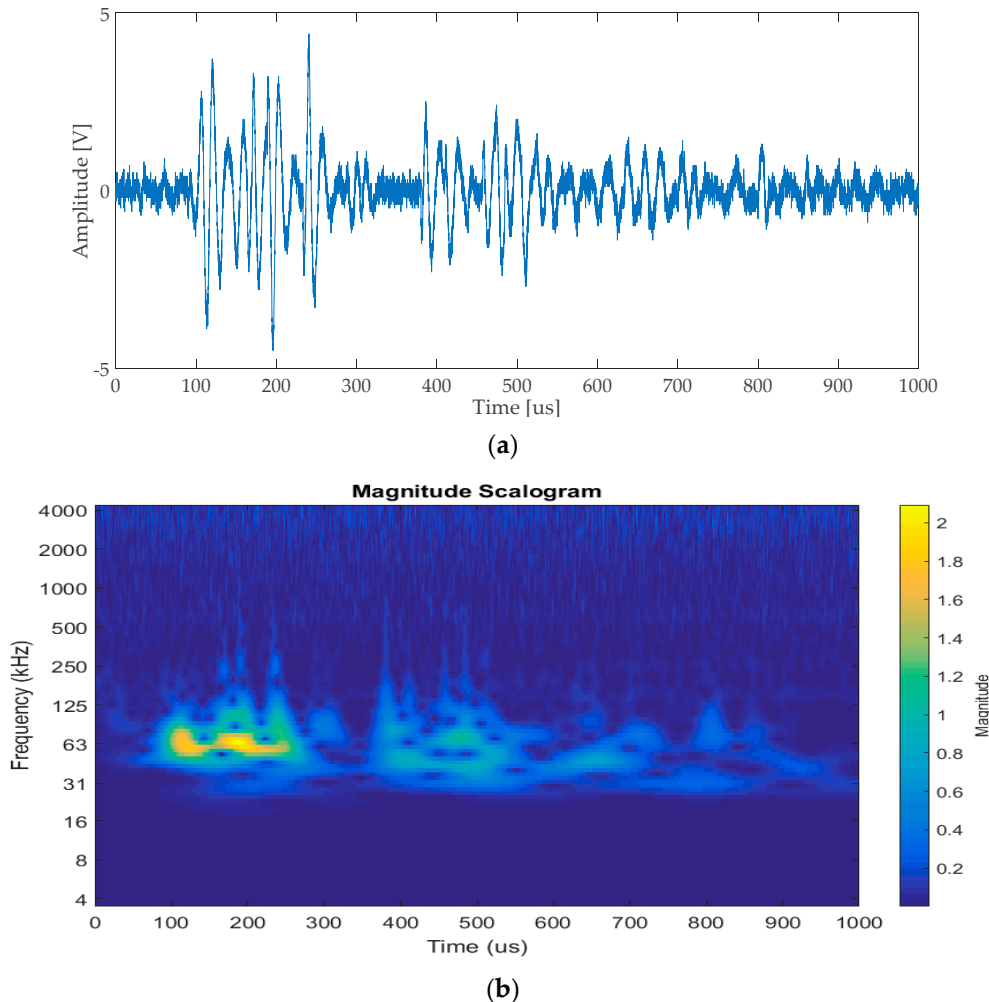 5
0
-5
Amplitude [V]
0 100 200 300 400 500 600 700 800 900 1000
Time [us]
(a)
Magnitude Scalogram
4000
2000
1000
500
250
125
63
31
16
8
4
Frequency (kHz)
0 100 200 300 400 500 600 700 800 900 1000
Time (us)
2
1.8
1.6
1.4
1.2
1
0.8
0.6
0.4
0.2
Magnitude
(b)